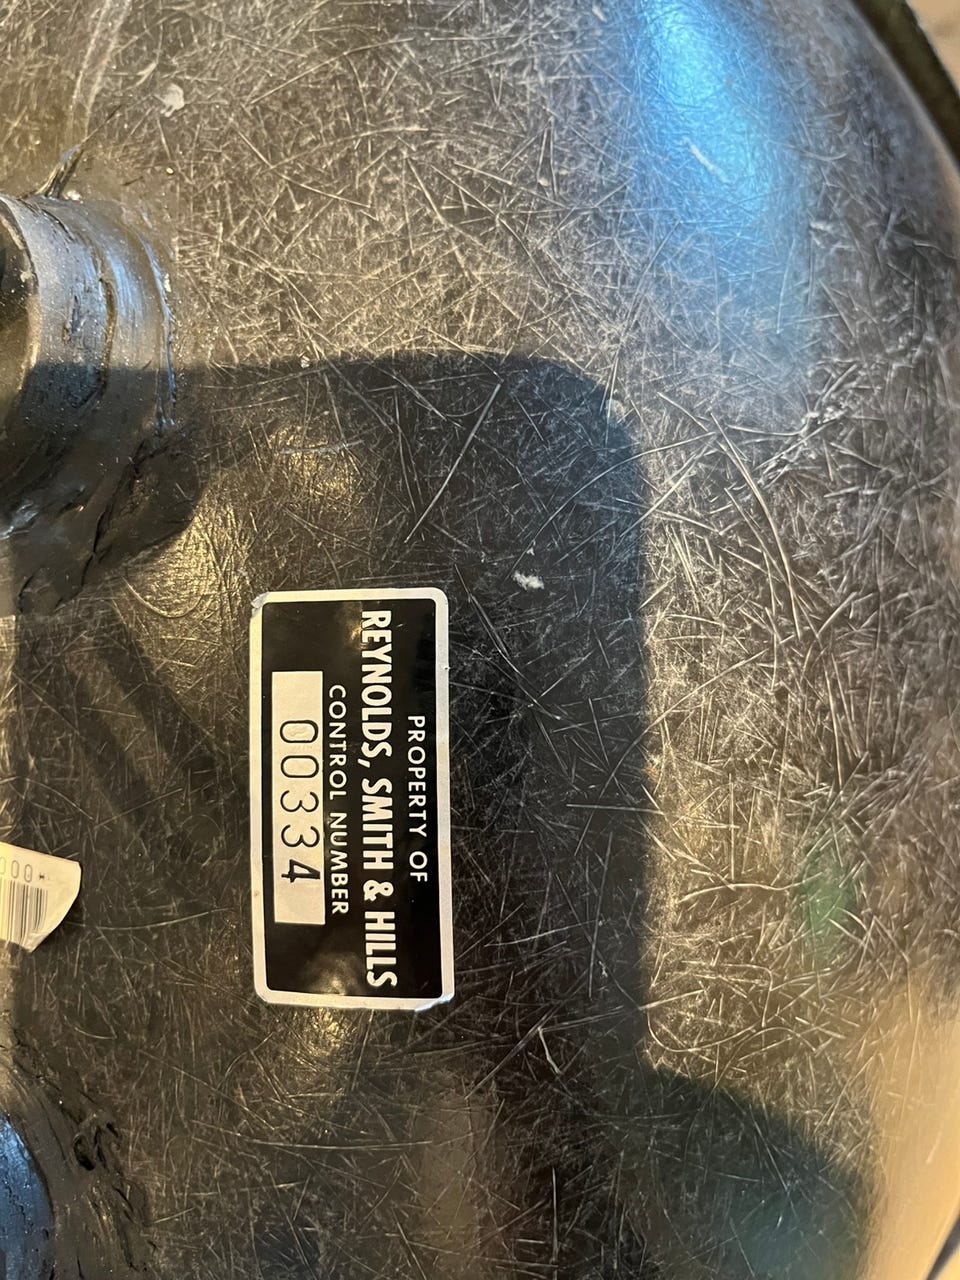 PROPERTY OF
REYNOLDS, SMITH & HILLS
CONTROL NUMBER
00334